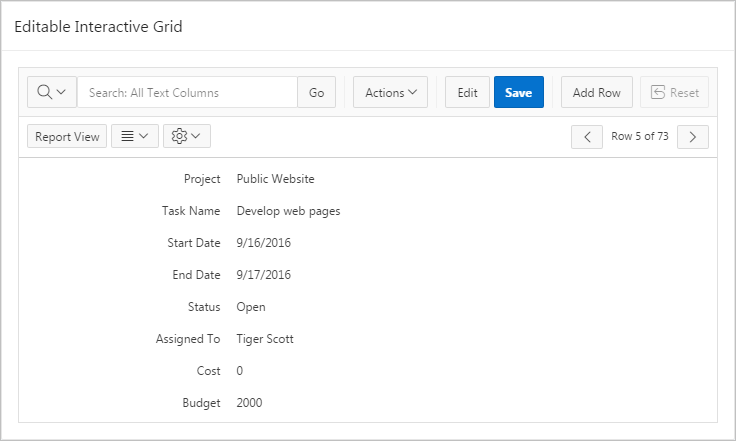 Editable Interactive Grid
Search: All Text Columns Go Actions Edit Save Add Row Reset
Report View Row 5 of 73
Project Public Website
Task Name Develop web pages
Start Date 9/16/2016
End Date 9/17/2016
Status Open
Assigned To Tiger Scott
Cost 0
Budget 2000